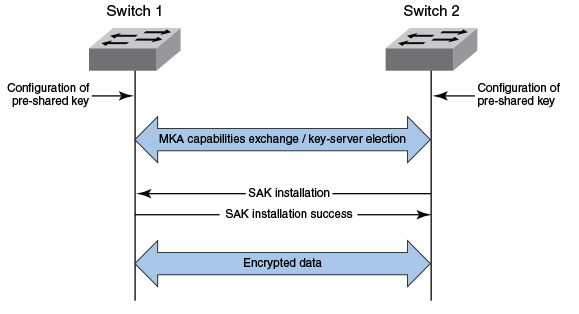 Switch 1
Switch 2
Configuration of
pre-shared key
Configuration of
pre-shared key
MKA capabilities exchange / key-server election
SAK installation
SAK installation success
Encrypted data